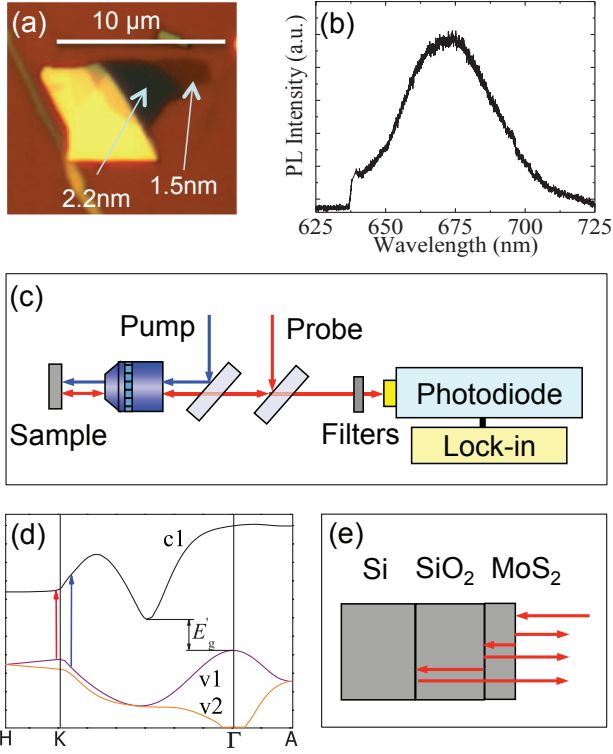 (a)
10 µm
2.2nm
1.5nm
(b)
PL Intensity (a.u.)
625 650 675 700 725
Wavelength (nm)
(c)
Pump
Probe
Sample
Filters
Photodiode
Lock-in
(d)
c1
E'g
v1
v2
H K Γ A
(e)
Si SiO₂ MoS₂